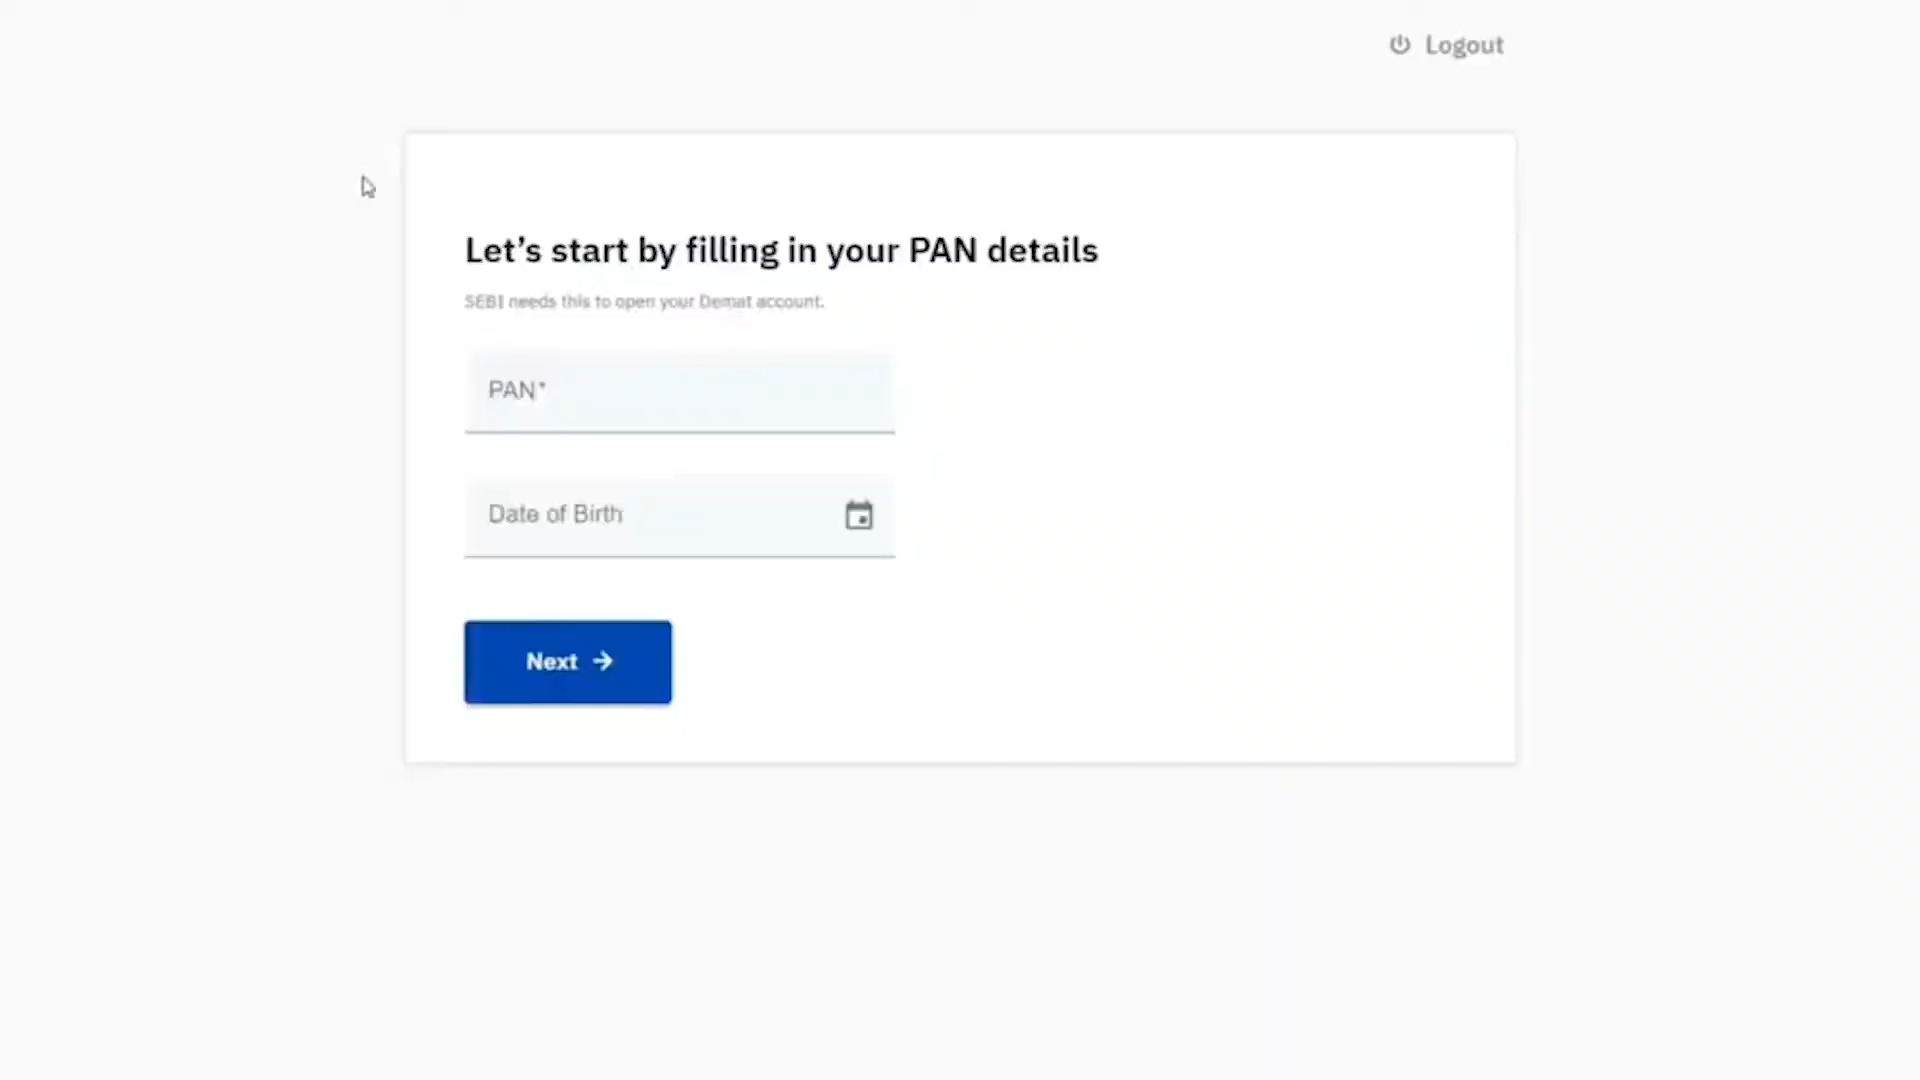 Logout
Let’s start by filling in your PAN details
SEBI needs this to open your Demat account.
PAN*
Date of Birth
Next →